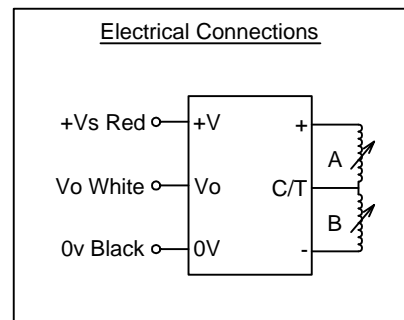 Electrical Connections
+Vs Red +V +
A
Vo White Vo C/T
B
0v Black 0V -